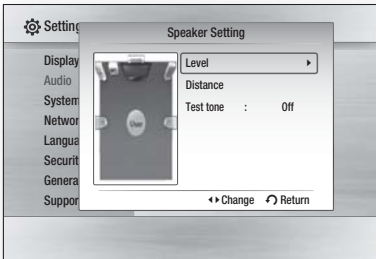 Setting
Speaker Setting
Display
Audio
System
Networ
Langua
Securit
Genera
Suppor
User
Level
Distance
Test tone : Off
Change Return